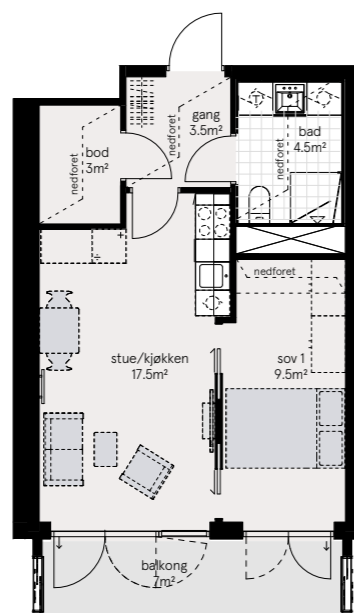 gang
3.5m²
nedforet
bod
3m²
nedforet
bad
4.5m²
nedforet
T
nedforet
stue/kjøkken
17.5m²
sov 1
9.5m²
balkong
7m²